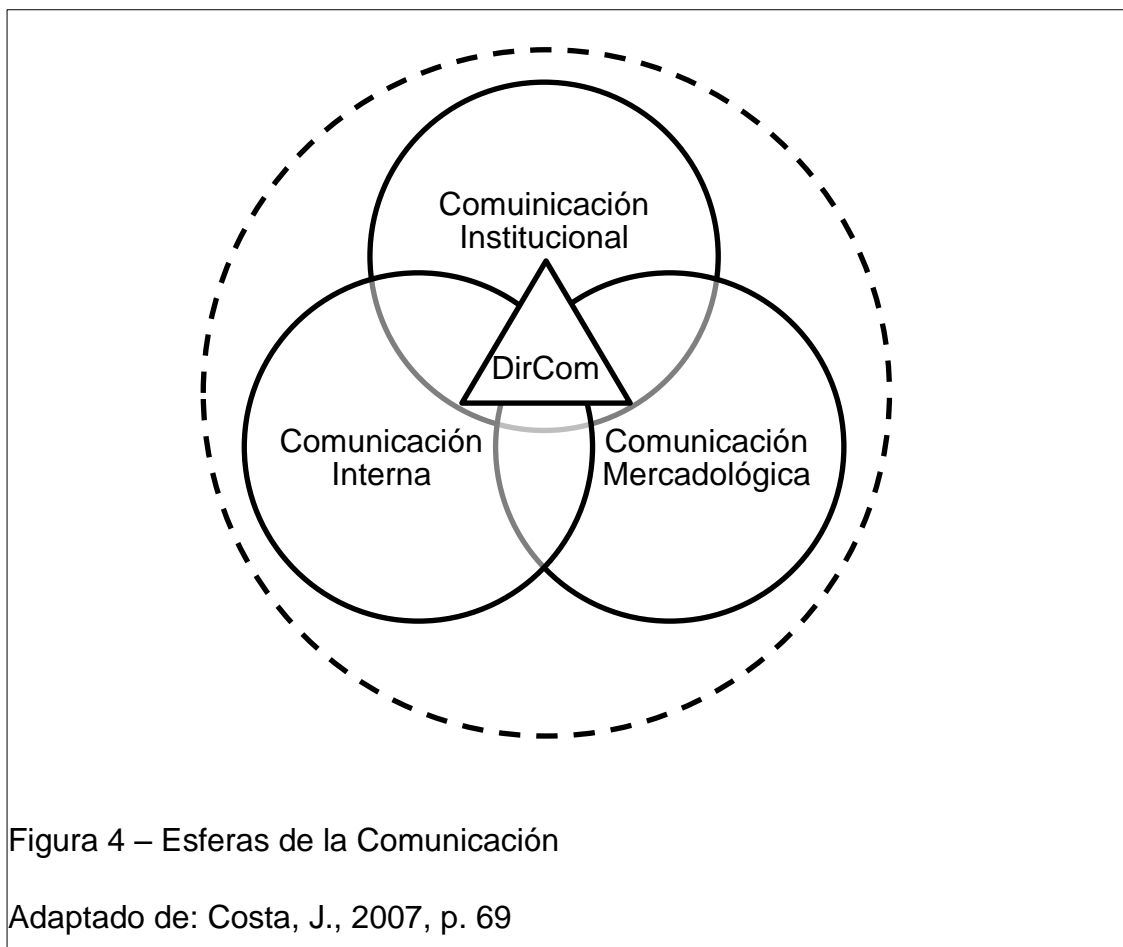 Comuinicación
Institucional
DirCom
Comunicación
Interna
Comunicación
Mercadológica
Figura 4 – Esferas de la Comunicación
Adaptado de: Costa, J., 2007, p. 69